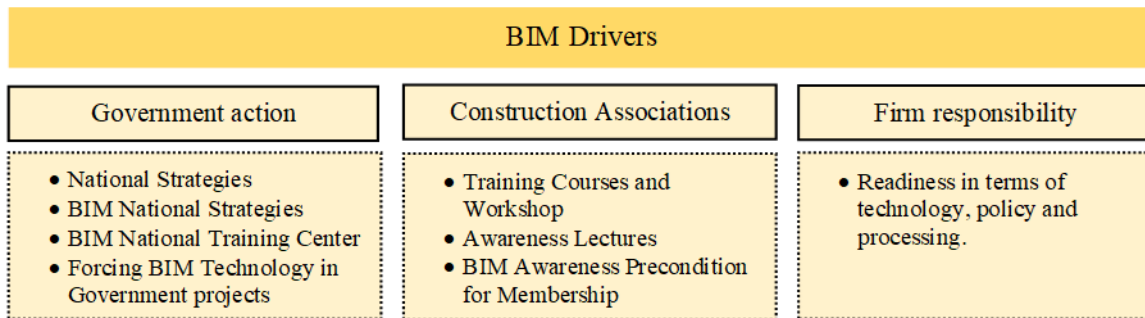 BIM Drivers
Government action
• National Strategies
• BIM National Strategies
• BIM National Training Center
• Forcing BIM Technology in
Government projects
Construction Associations
• Training Courses and
Workshop
• Awareness Lectures
• BIM Awareness Precondition
for Membership
Firm responsibility
• Readiness in terms of
technology, policy and
processing.